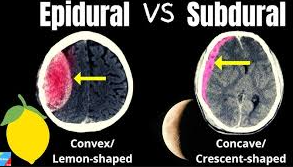 Epidural VS Subdural
Convex/
Lemon-shaped
Concave/
Crescent-shaped